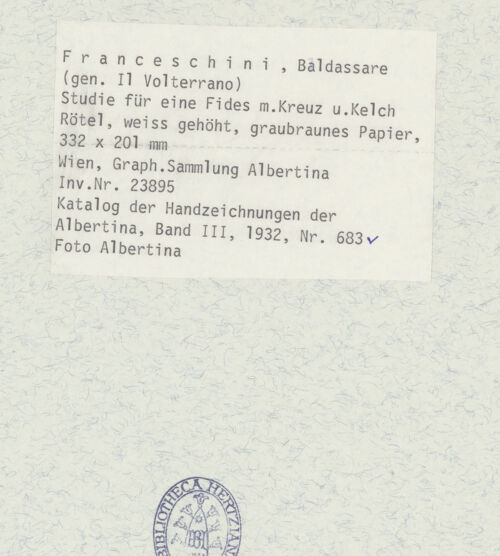 F r a n c e s c h i n i , Baldassare
(gen. Il Volterrano)
Studie für eine Fides m.Kreuz u.Kelch
Rötel, weiss gehöht, graubraunes Papier,
332 x 201 mm
Wien, Graph.Sammlung Albertina
Inv.Nr. 23895
Katalog der Handzeichnungen der
Albertina, Band III, 1932, Nr. 683 ✓
Foto Albertina
BIBLIOTHECA HERTZIAN